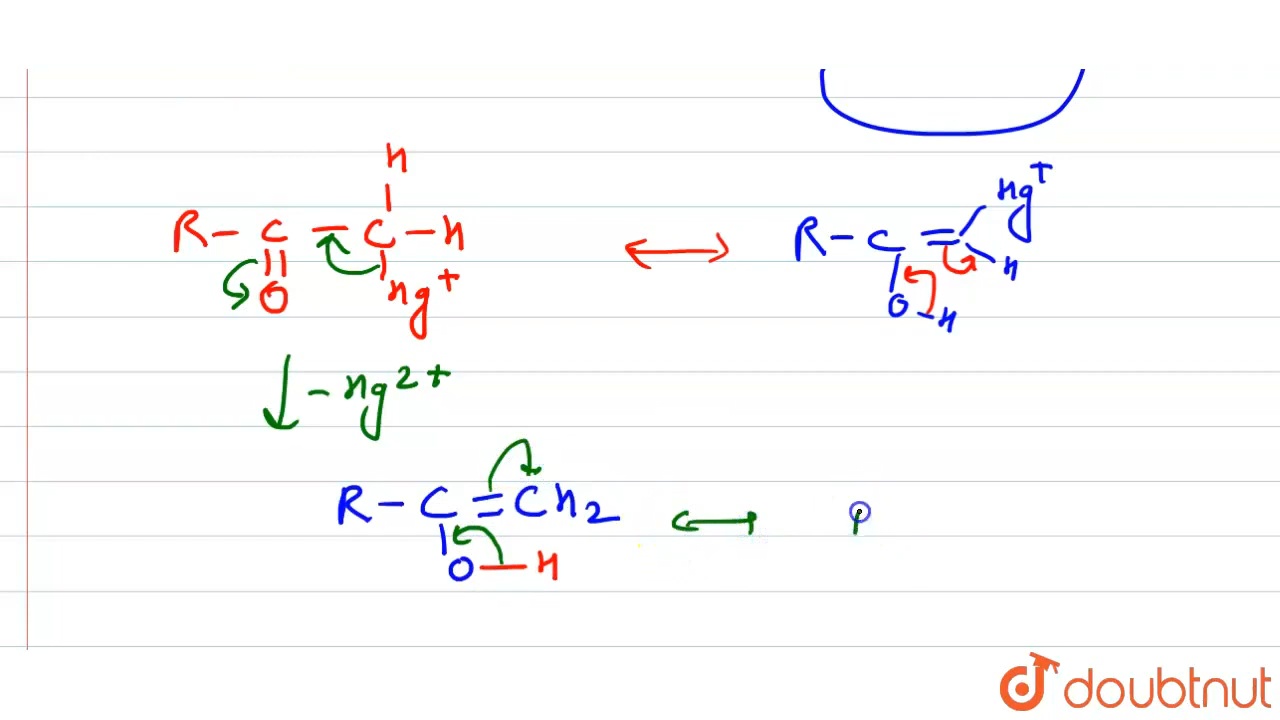 H
R - C - C - H
|| |
O Hg+
↔
Hg+
R - C = 
H
O - H
↓ - Hg2+
R - C = CH2
|
O - H
↔
doubtnut